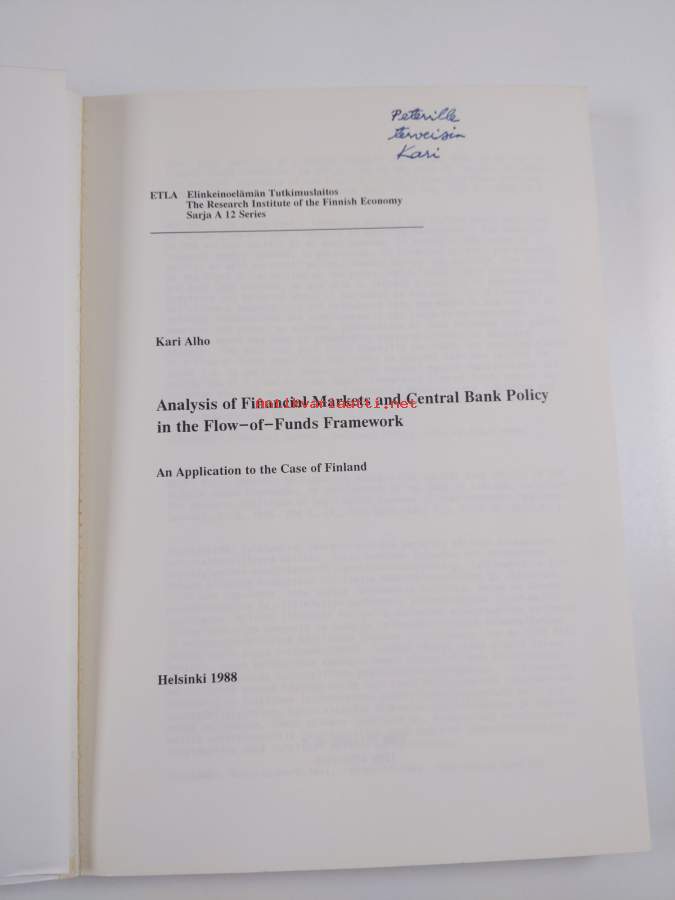 Peterille
terveisin
Kari
ETLA Elinkeinoelämän Tutkimuslaitos
The Research Institute of the Finnish Economy
Sarja A 12 Series
Kari Alho
Analysis of Financial Markets and Central Bank Policy
antikvariaatti.net
in the Flow-of-Funds Framework
An Application to the Case of Finland
Helsinki 1988